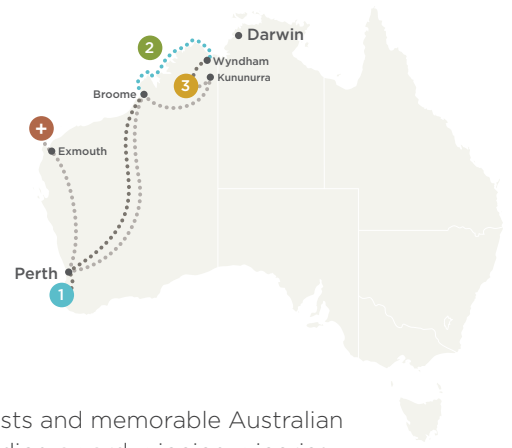 Darwin
2
Wyndham
3
Kununurra
Broome
+
Exmouth
Perth
1
sts and memorable Australian